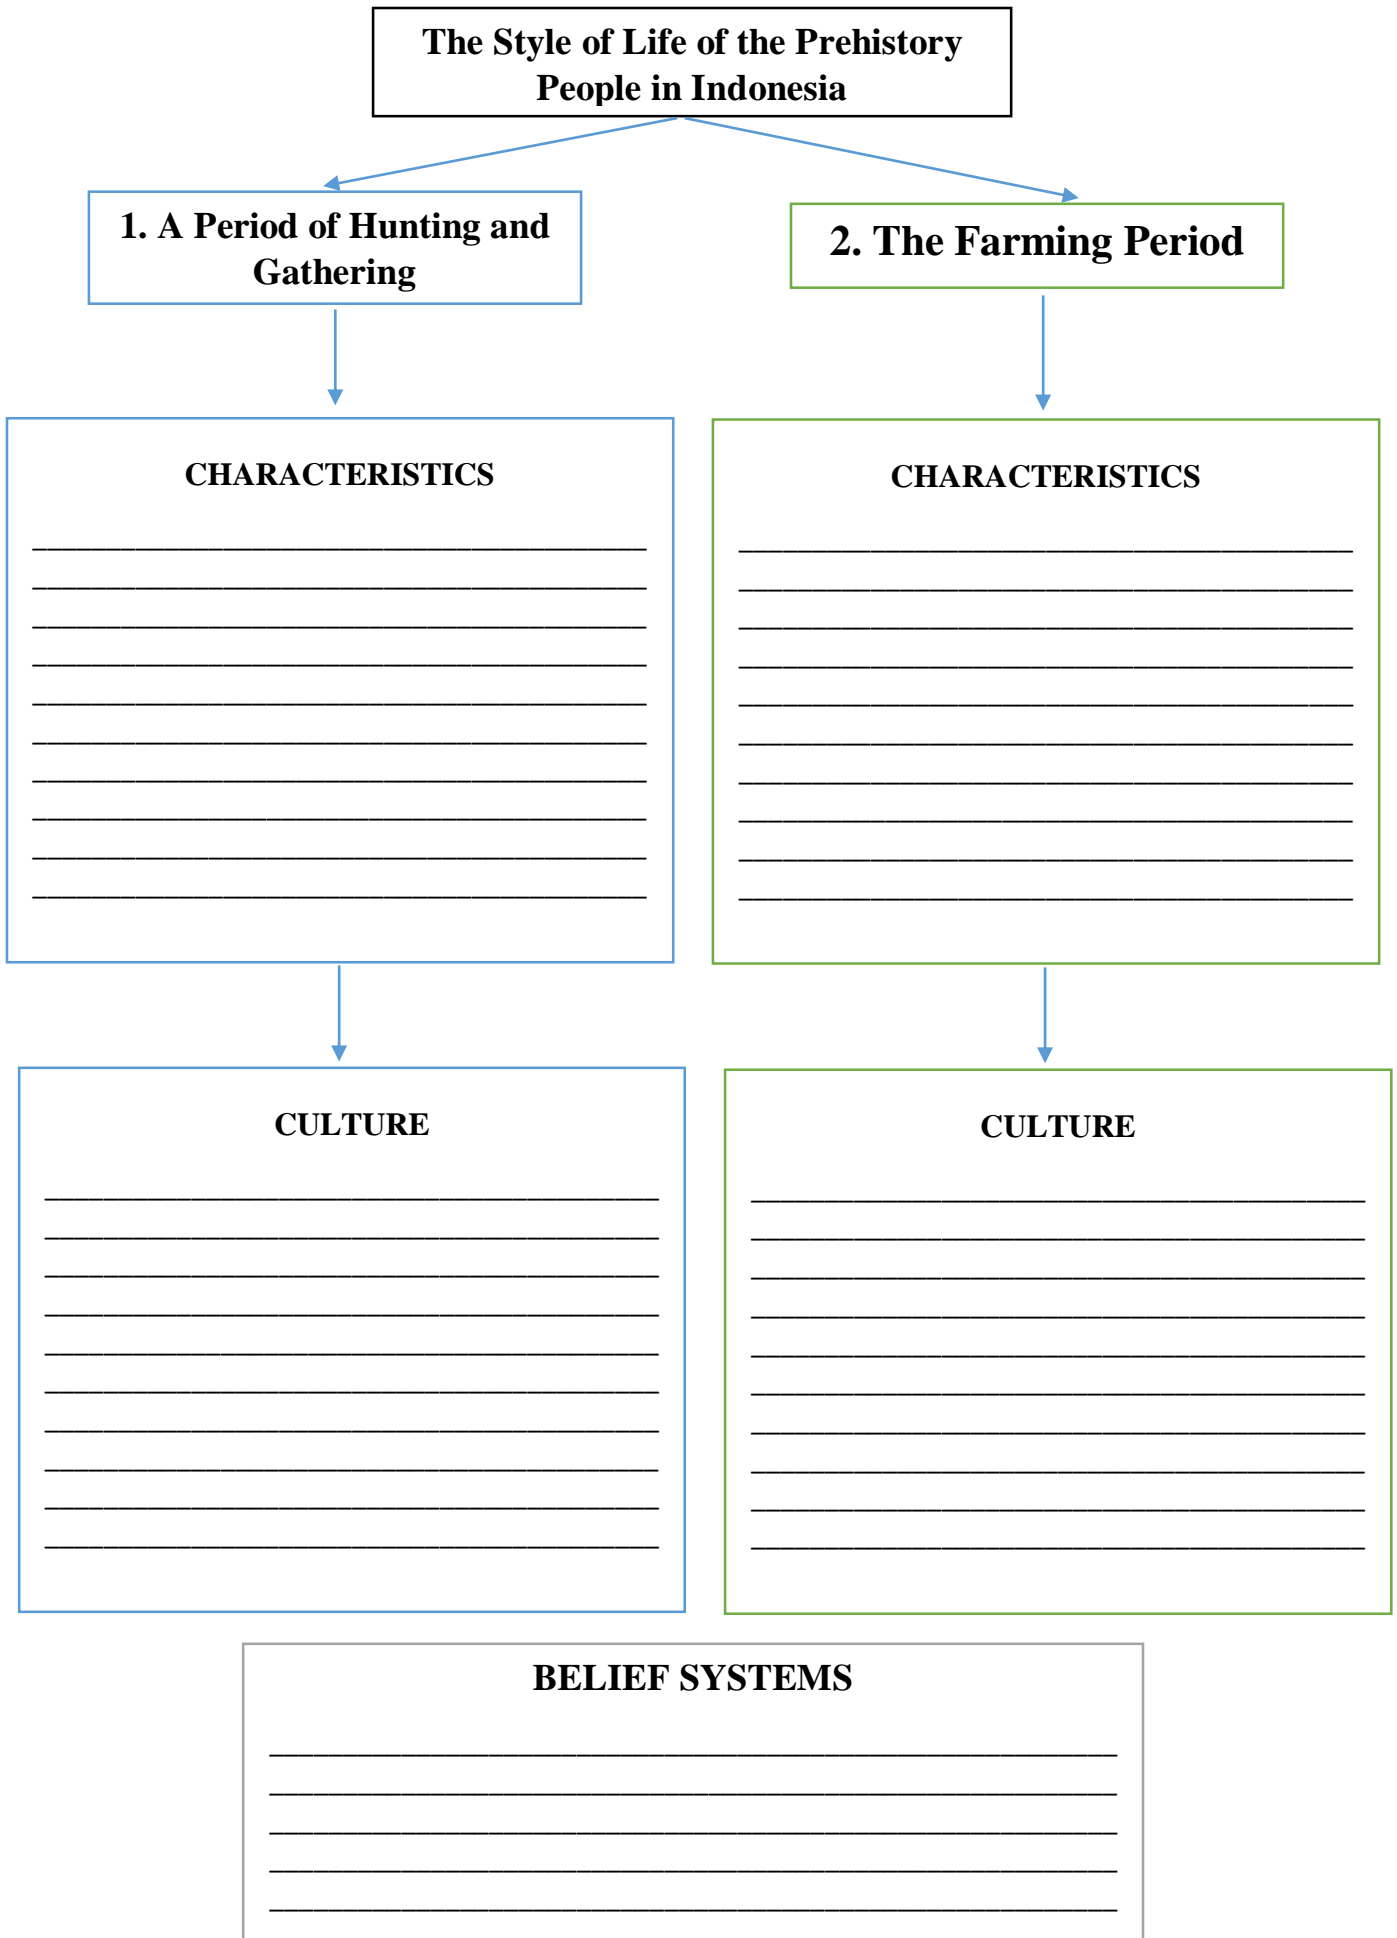 The Style of Life of the Prehistory
People in Indonesia
1. A Period of Hunting and
Gathering
2. The Farming Period
CHARACTERISTICS
CHARACTERISTICS
CULTURE
CULTURE
BELIEF SYSTEMS